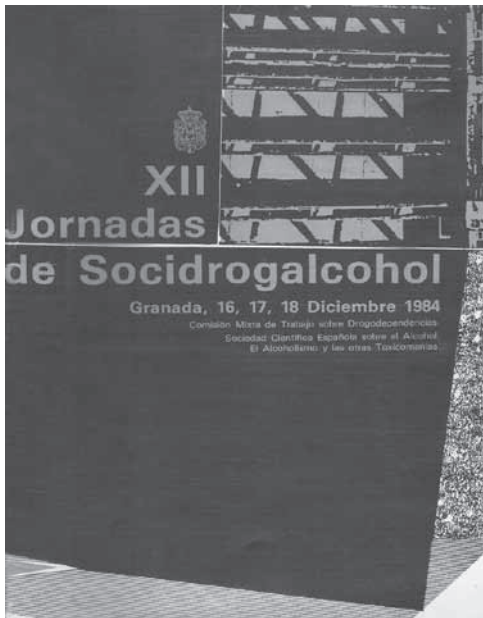 XII
Jornadas
de Socidrogalcohol
Granada, 16, 17, 18 Diciembre 1984
Comisión Mixta de Trabajo sobre Drogodependencias
Sociedad Científica Española sobre el Alcohol
El Alcoholismo y las otras Toxicomanías